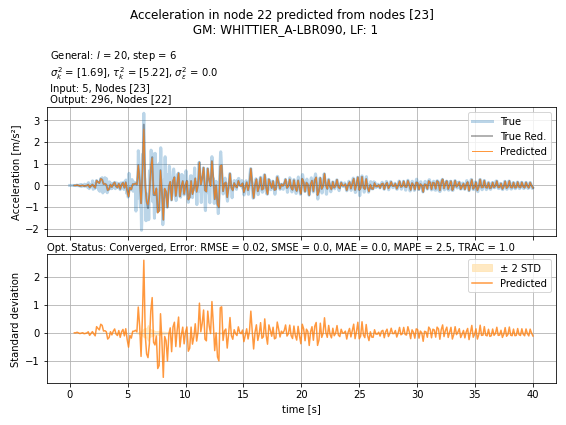 Acceleration in node 22 predicted from nodes [23]
GM: WHITTIER_A-LBR090, LF: 1
General: l = 20, step = 6
σ²ₖ = [1.69], τ²ₖ = [5.22], σ²ε = 0.0
Input: 5, Nodes [23]
Output: 296, Nodes [22]
Acceleration [m/s²]
3
2
1
0
−1
−2
True
True Red.
Predicted
Opt. Status: Converged, Error: RMSE = 0.02, SMSE = 0.0, MAE = 0.0, MAPE = 2.5, TRAC = 1.0
Standard deviation
2
1
0
−1
± 2 STD
Predicted
0 5 10 15 20 25 30 35 40
time [s]